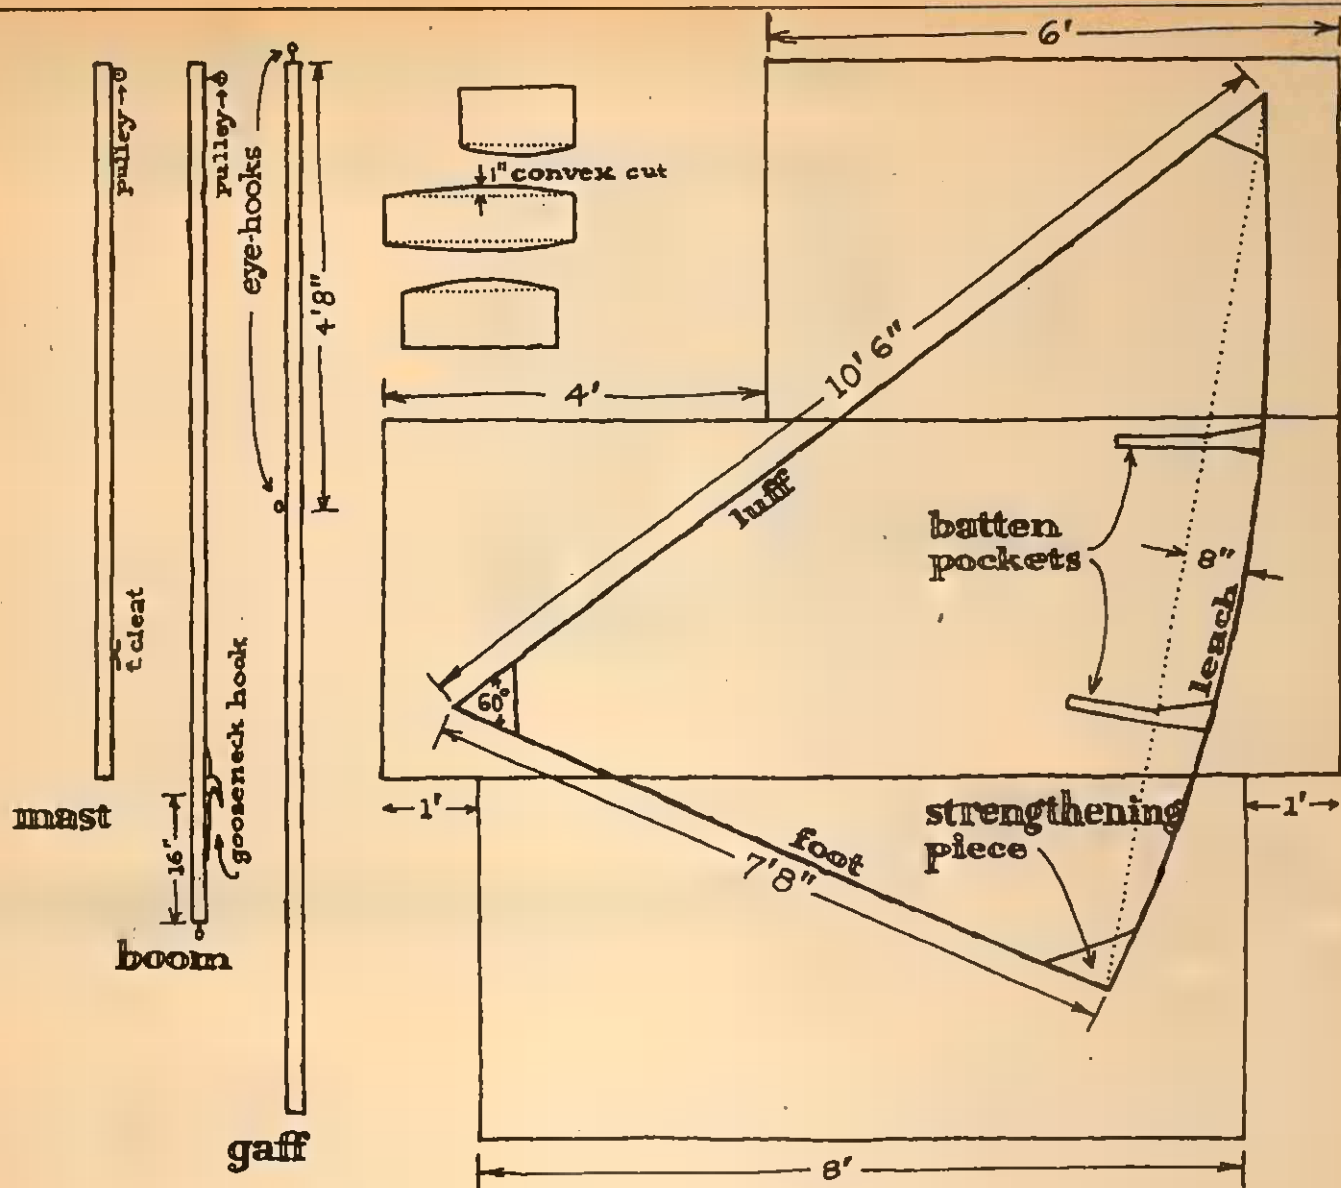 6'
pulley→
pulley→
eye-hooks
4'8"
1" convex cut
4'
10' 6"
luff
batten
pockets
8"
leach
60°
t cleat
gooseneck hook
mast
16"
boom
gaff
1'
1'
strengthening
piece
foot
7'8"
8'